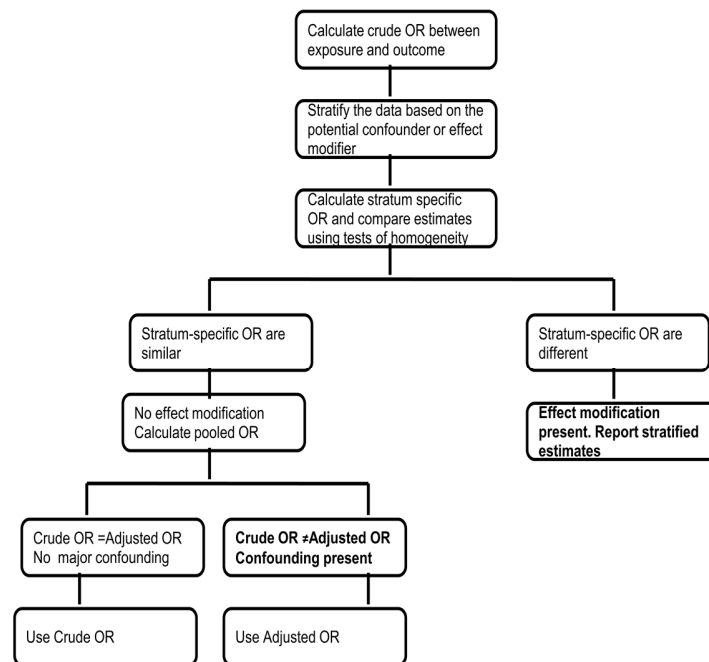 Calculate crude OR between
exposure and outcome
Stratify the data based on the
potential confounder or effect
modifier
Calculate stratum specific
OR and compare estimates
using tests of homogeneity
Stratum-specific OR are
similar
Stratum-specific OR are
different
No effect modification
Calculate pooled OR
Effect modification
present. Report stratified
estimates
Crude OR =Adjusted OR
No major confounding
Crude OR ≠Adjusted OR
Confounding present
Use Crude OR
Use Adjusted OR